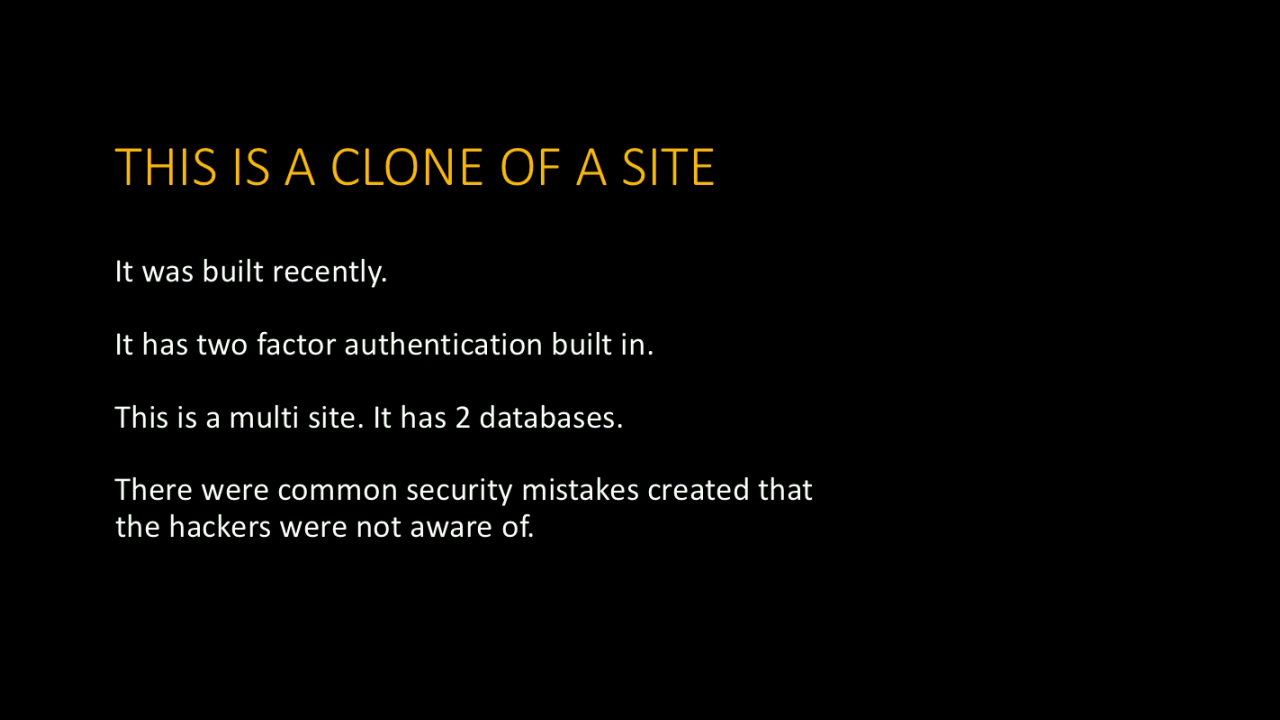 THIS IS A CLONE OF A SITE
It was built recently.
It has two factor authentication built in.
This is a multi site. It has 2 databases.
There were common security mistakes created that
the hackers were not aware of.